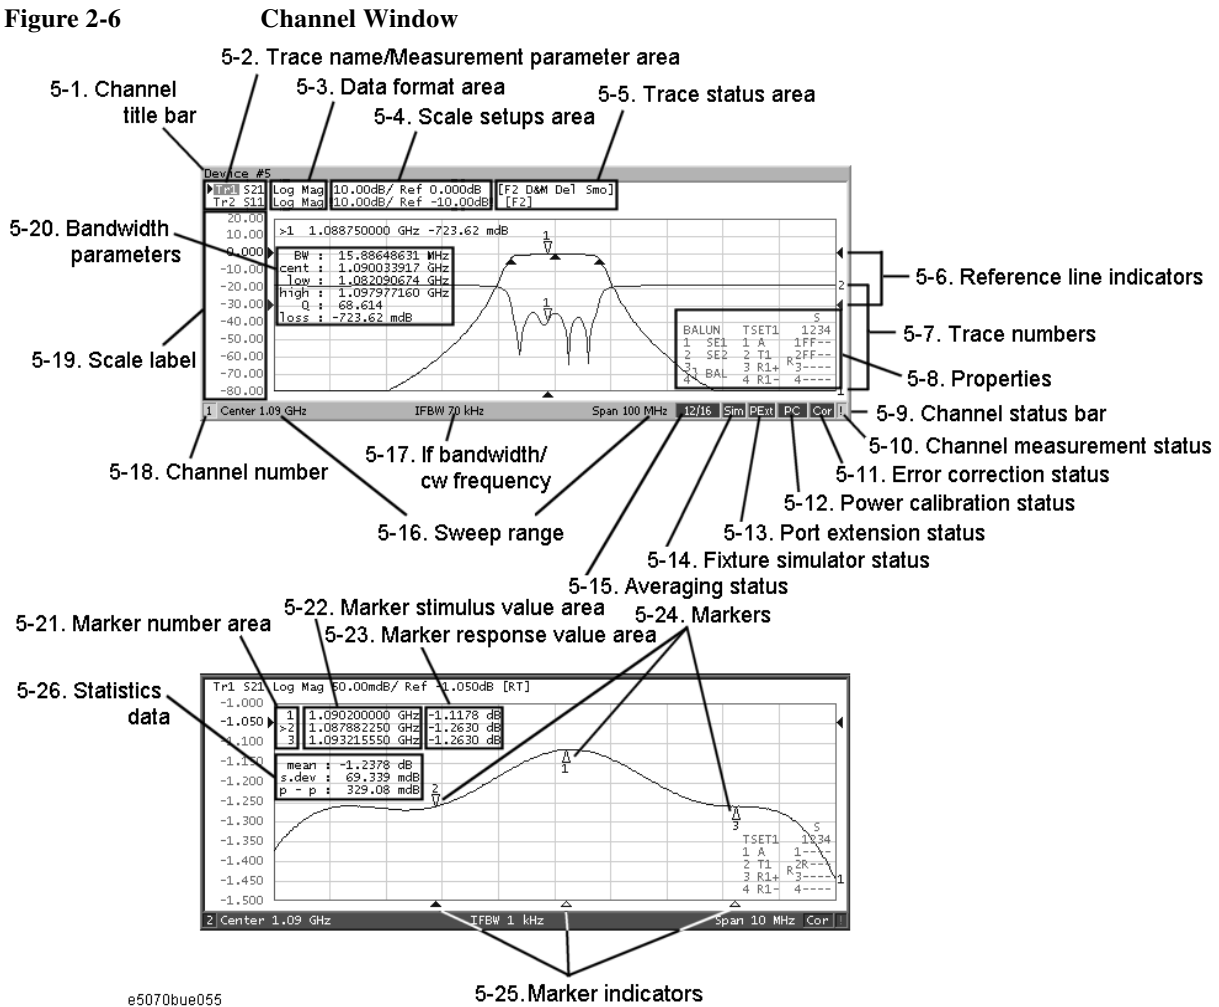 Figure 2-6 Channel Window
5-2. Trace name/Measurement parameter area
5-1. Channel title bar
5-3. Data format area
5-5. Trace status area
5-4. Scale setups area
Device #5
Tr1 S21 Log Mag 10.00dB/ Ref 0.000dB [F2 D&M Del Smo]
Tr2 S11 Log Mag 10.00dB/ Ref -10.00dB [F2]
20.00
10.00
0.000
-10.00
-20.00
-30.00
-40.00
-50.00
-60.00
-70.00
-80.00
>1 1.088750000 GHz -723.62 mdB
BW : 15.88648631 MHz
cent : 1.090033917 GHz
low : 1.082090674 GHz
high : 1.097977160 GHz
Q : 68.614
loss : -723.62 mdB
1
1
2
1
S
BALUN TSET1 1234
1 SE1 1 A 1FF--
2 SE2 2 T1 R2FF--
3 BAL 3 R1+ 3----
4 4 R1- 4----
5-20. Bandwidth parameters
5-19. Scale label
5-6. Reference line indicators
5-7. Trace numbers
5-8. Properties
1 Center 1.09 GHz IFBW 70 kHz Span 100 MHz 12/16 Sim PExt PC Cor !
5-9. Channel status bar
5-10. Channel measurement status
5-18. Channel number
5-17. If bandwidth/ cw frequency
5-11. Error correction status
5-12. Power calibration status
5-16. Sweep range
5-13. Port extension status
5-14. Fixture simulator status
5-15. Averaging status
5-22. Marker stimulus value area
5-24. Markers
5-21. Marker number area
5-23. Marker response value area
5-26. Statistics data
Tr1 S21 Log Mag 50.00mdB/ Ref -1.050dB [RT]
-1.000
-1.050
-1.100
-1.150
-1.200
-1.250
-1.300
-1.350
-1.400
-1.450
-1.500
1 1.090200000 GHz -1.1178 dB
>2 1.087882250 GHz -1.2630 dB
3 1.093215550 GHz -1.2630 dB
mean : -1.2378 dB
s.dev : 69.339 mdB
p - p : 329.08 mdB
2
1
3
1
S
TSET1 1234
1 A 1----
2 T1 R2R---
3 R1+ 3----
4 R1- 4----
2 Center 1.09 GHz IFBW 1 kHz Span 10 MHz Cor !
5-25.Marker indicators
e5070bue055